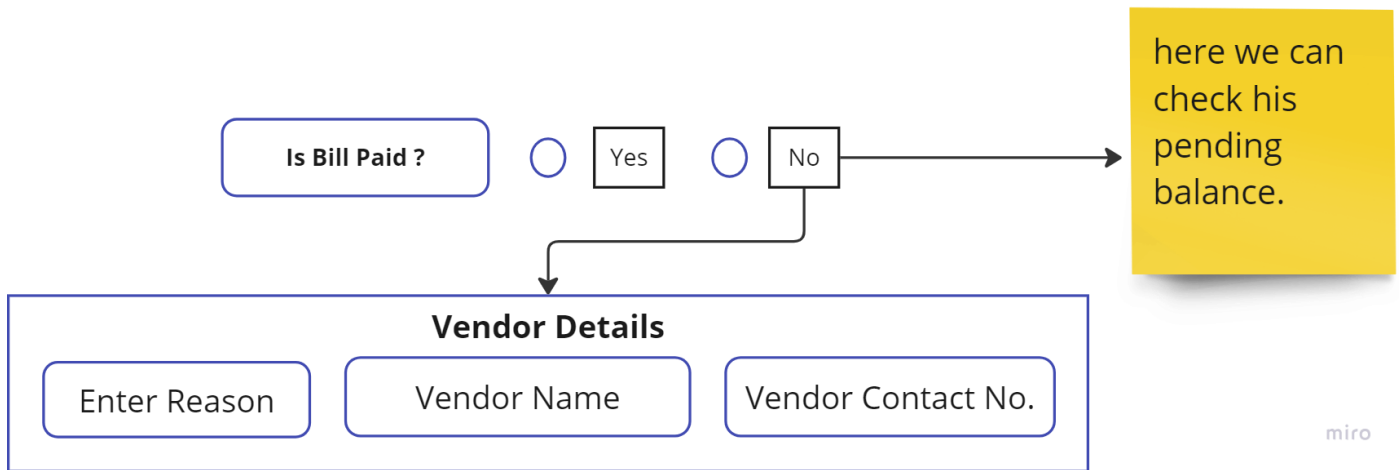 Is Bill Paid ?
Yes
No
here we can
check his
pending
balance.
Vendor Details
Enter Reason
Vendor Name
Vendor Contact No.
miro